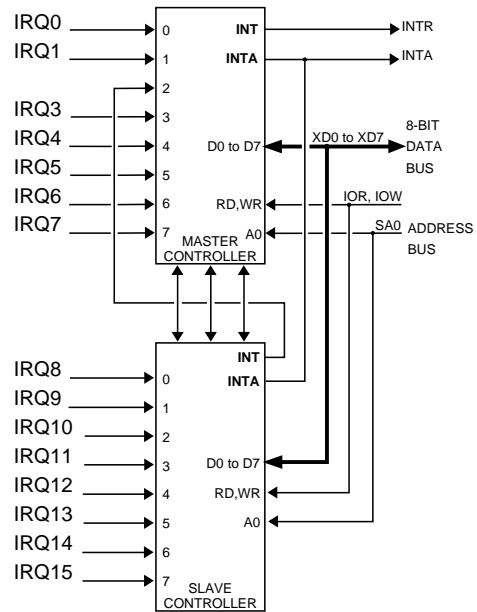 IRQ0 0 INT INTR
IRQ1 1 INTA INTA
2
IRQ3 3
IRQ4 4 D0 to D7 XD0 to XD7 8-BIT DATA BUS
IRQ5 5
IRQ6 6 RD,WR IOR, IOW
IRQ7 7 A0 SA0 ADDRESS BUS
MASTER
CONTROLLER
INT
IRQ8 0 INTA
IRQ9 1
IRQ10 2
IRQ11 3 D0 to D7
IRQ12 4 RD,WR
IRQ13 5 A0
IRQ14 6
IRQ15 7
SLAVE
CONTROLLER